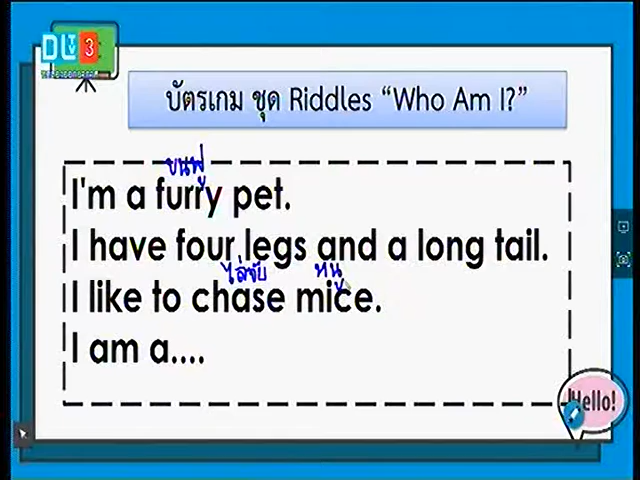 DLTV 3
บัตรเกม ชุด Riddles “Who Am I?”
ขนฟู
I'm a furry pet.
I have four legs and a long tail.
ไล่จับ หนู
I like to chase mice.
I am a....
Hello!